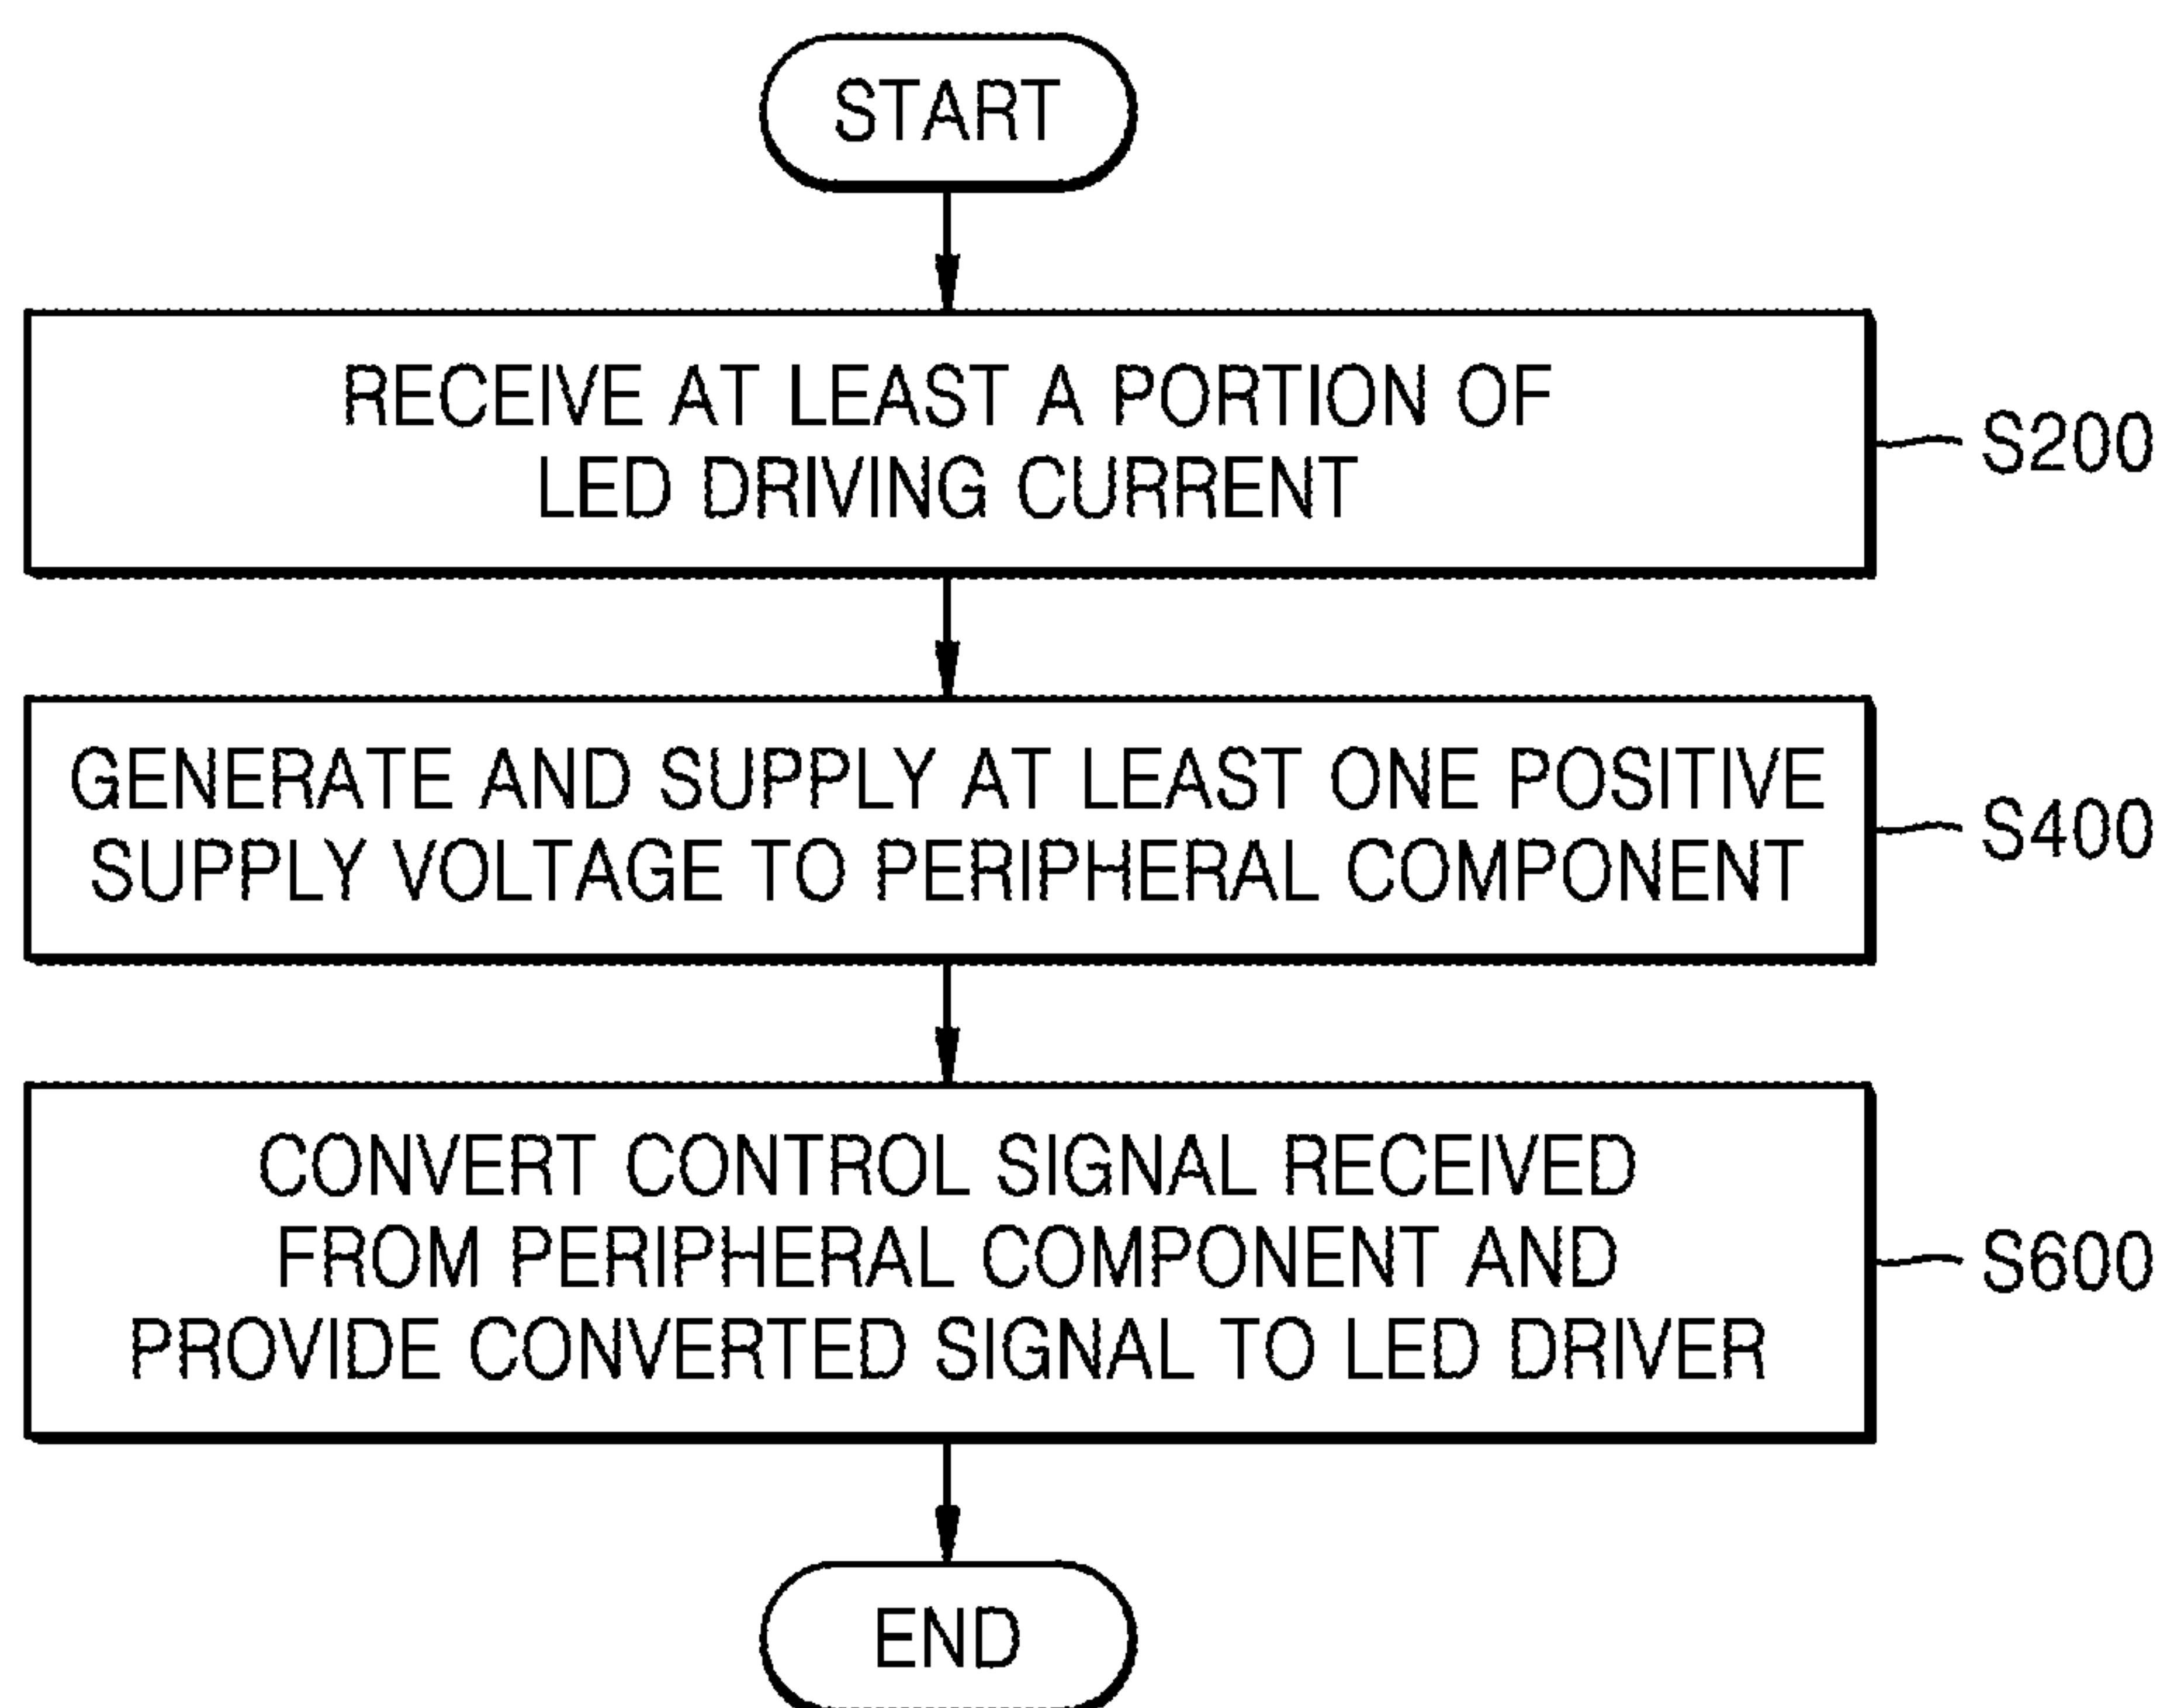 START
RECEIVE AT LEAST A PORTION OF
LED DRIVING CURRENT
S200
GENERATE AND SUPPLY AT LEAST ONE POSITIVE
SUPPLY VOLTAGE TO PERIPHERAL COMPONENT
S400
CONVERT CONTROL SIGNAL RECEIVED
FROM PERIPHERAL COMPONENT AND
PROVIDE CONVERTED SIGNAL TO LED DRIVER
S600
END